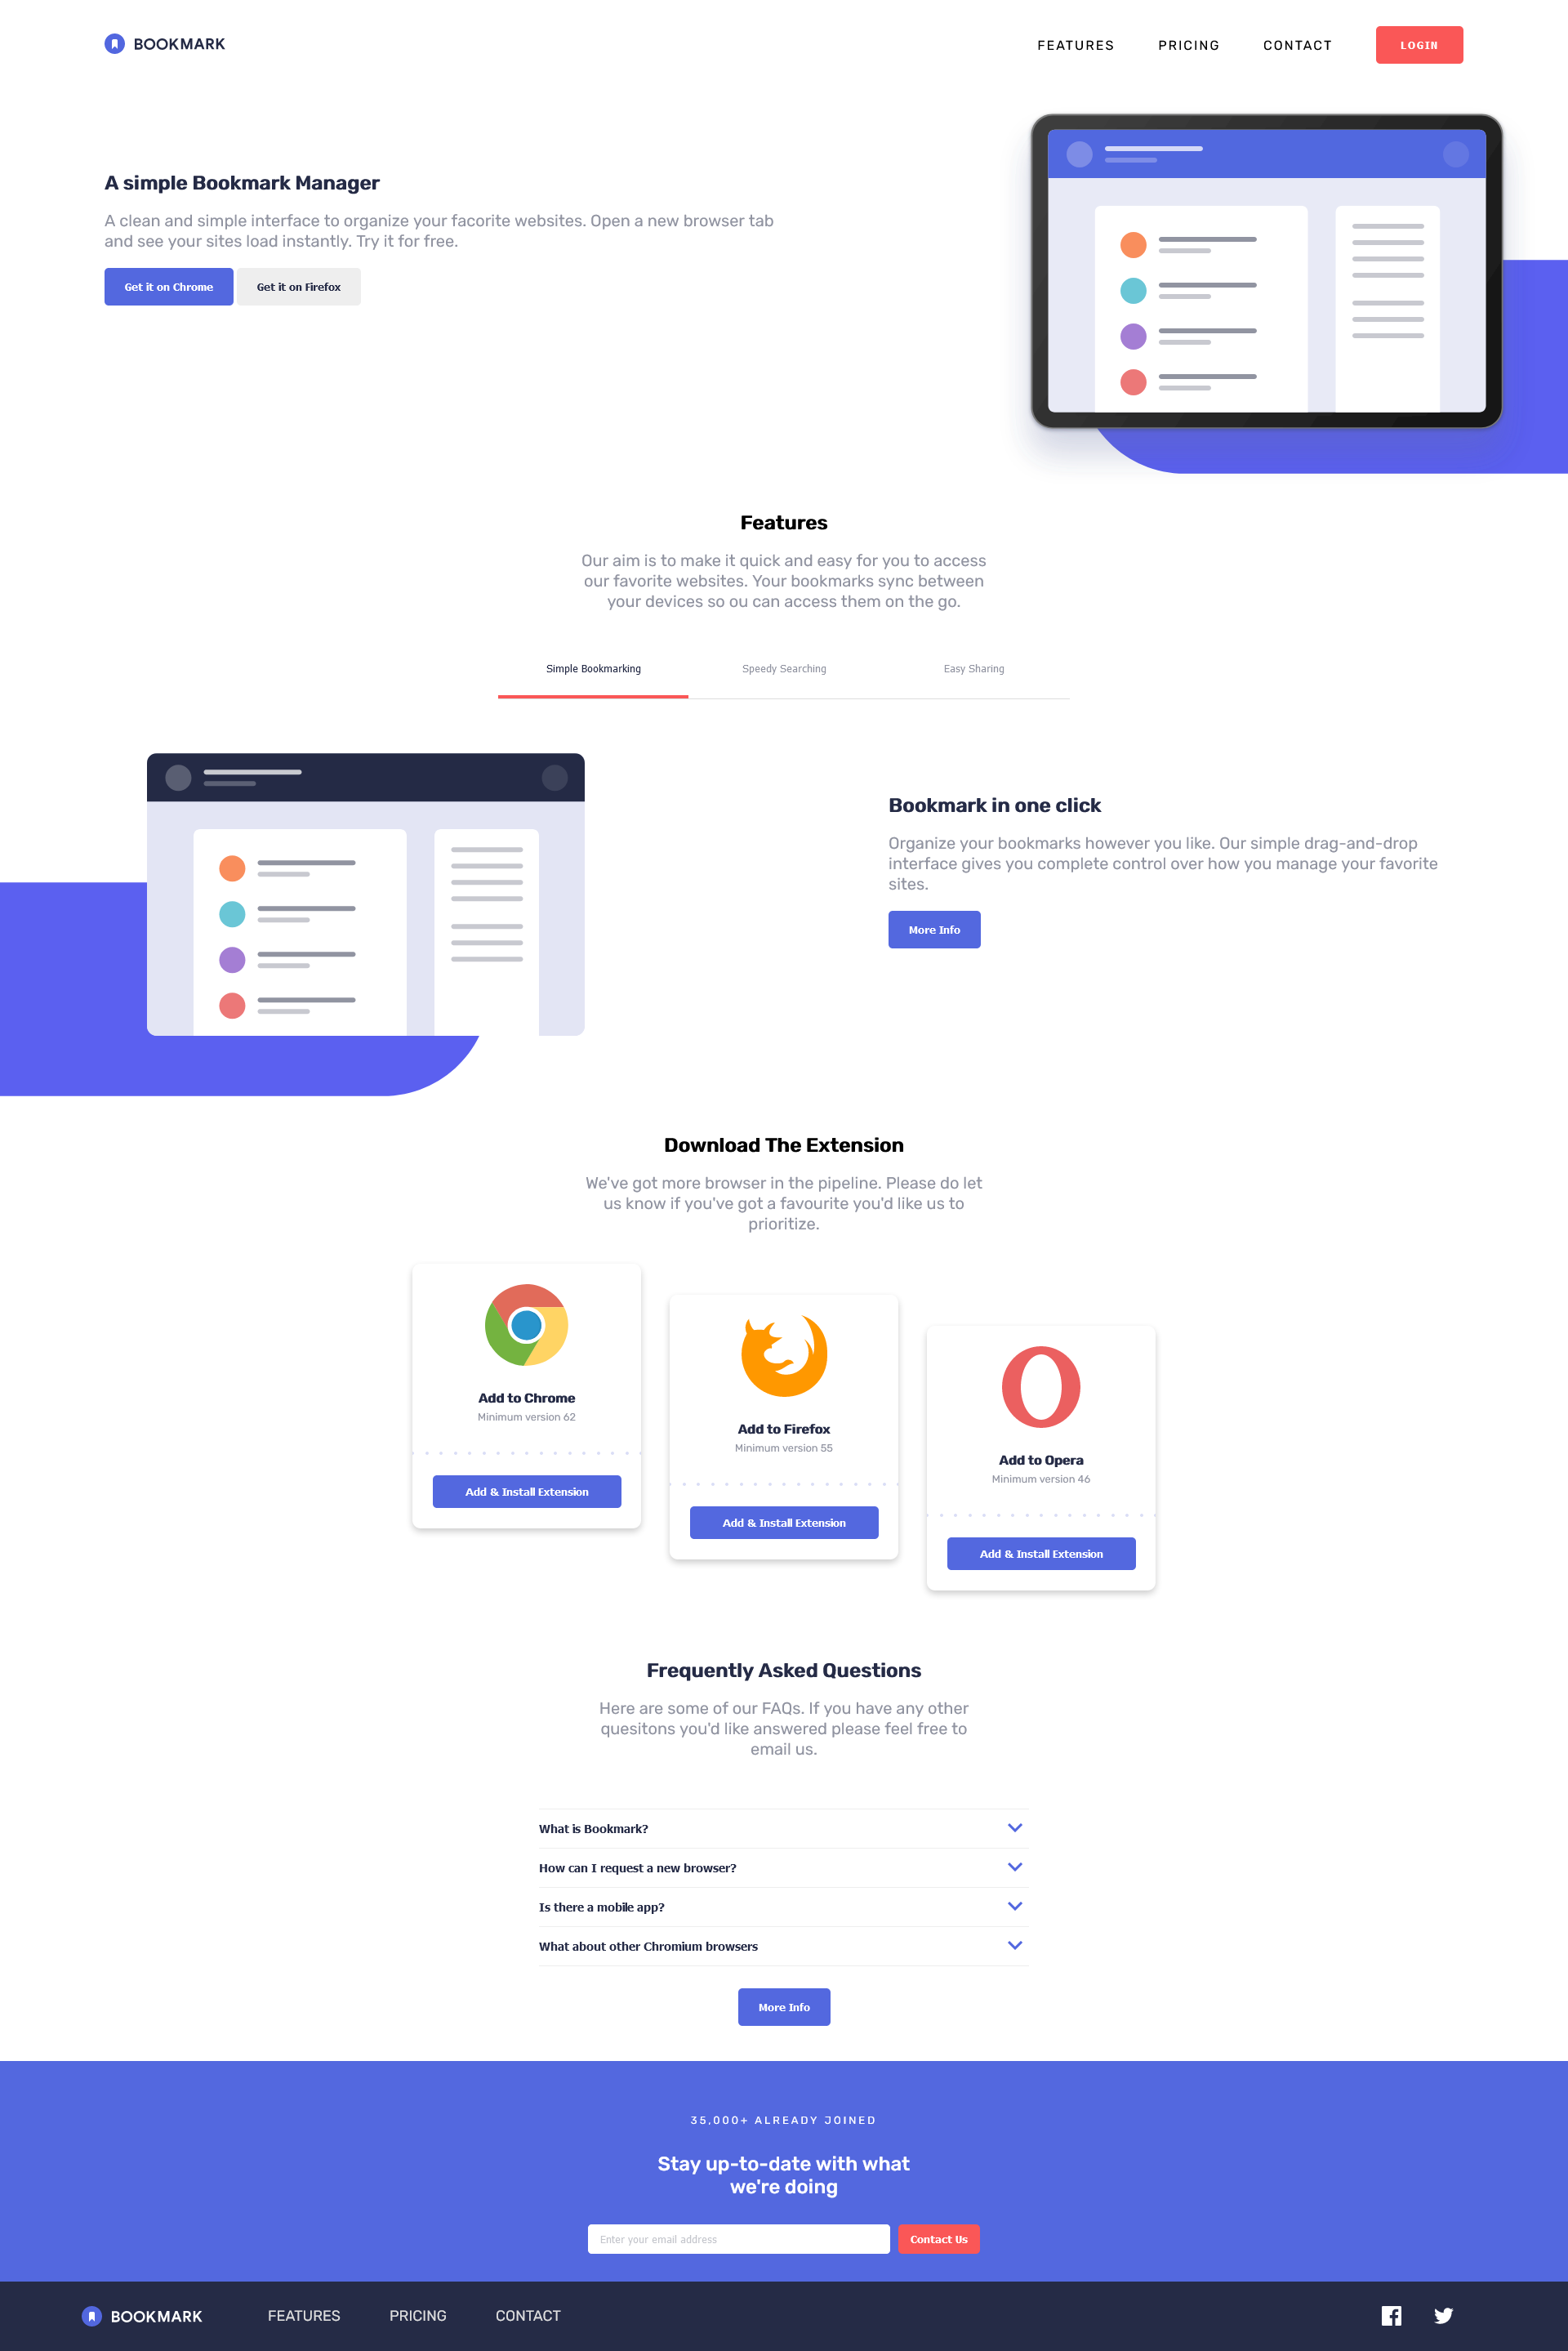 BOOKMARK
FEATURES
PRICING
CONTACT
LOGIN
A simple Bookmark Manager
A clean and simple interface to organize your facorite websites. Open a new browser tab
and see your sites load instantly. Try it for free.
Get it on Chrome
Get it on Firefox
Features
Our aim is to make it quick and easy for you to access
our favorite websites. Your bookmarks sync between
your devices so ou can access them on the go.
Simple Bookmarking
Speedy Searching
Easy Sharing
Bookmark in one click
Organize your bookmarks however you like. Our simple drag-and-drop
interface gives you complete control over how you manage your favorite
sites.
More Info
Download The Extension
We've got more browser in the pipeline. Please do let
us know if you've got a favourite you'd like us to
prioritize.
Add to Chrome
Minimum version 62
Add & Install Extension
Add to Firefox
Minimum version 55
Add & Install Extension
Add to Opera
Minimum version 46
Add & Install Extension
Frequently Asked Questions
Here are some of our FAQs. If you have any other
quesitons you'd like answered please feel free to
email us.
What is Bookmark?
How can I request a new browser?
Is there a mobile app?
What about other Chromium browsers
More Info
35,000+ ALREADY JOINED
Stay up-to-date with what
we're doing
Enter your email address
Contact Us
BOOKMARK
FEATURES
PRICING
CONTACT